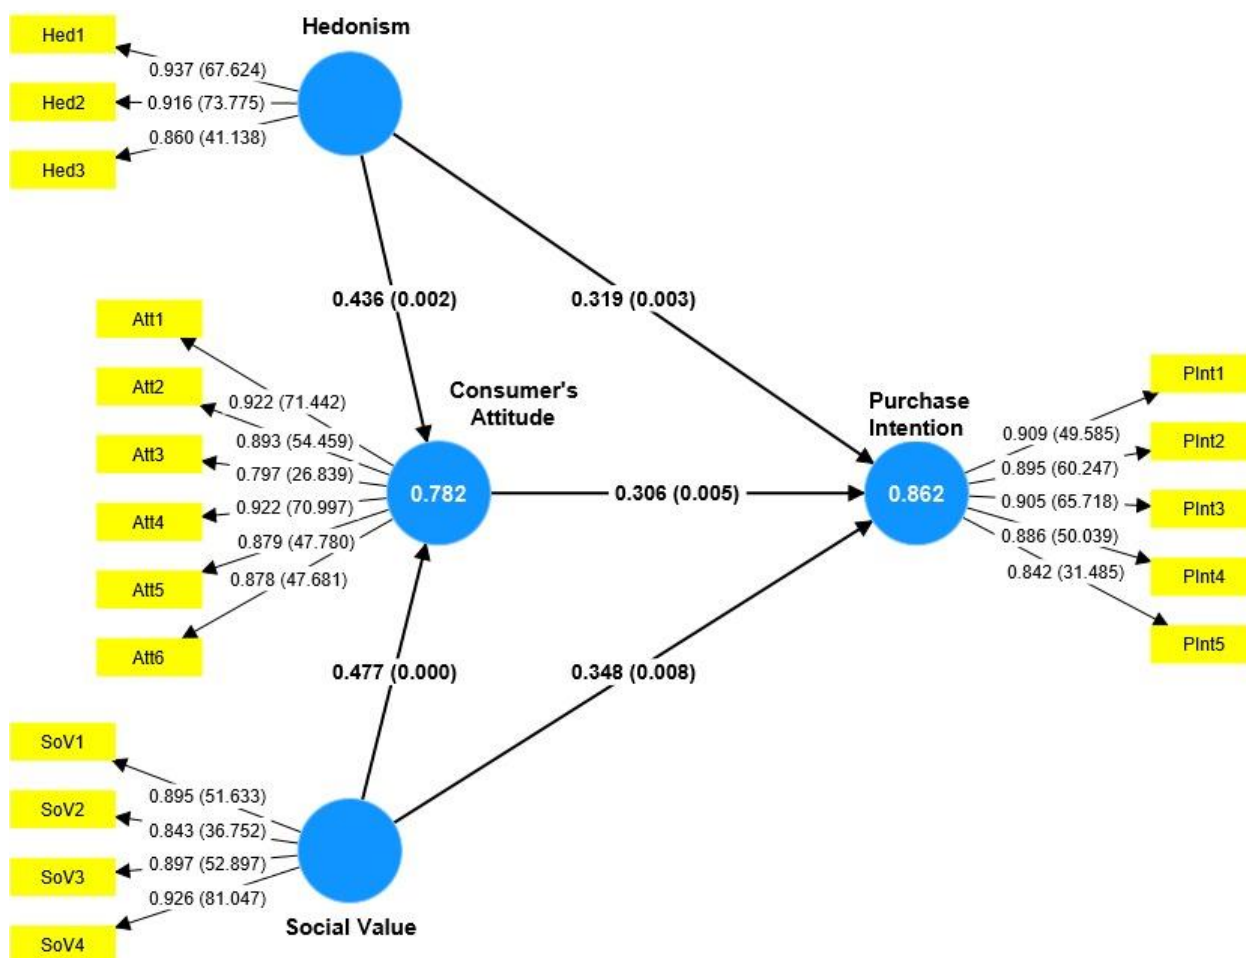 Hedonism
Hed1
Hed2
Hed3
0.937 (67.624)
0.916 (73.775)
0.860 (41.138)
0.436 (0.002)
0.319 (0.003)
Att1
Att2
Att3
Att4
Att5
Att6
0.922 (71.442)
0.893 (54.459)
0.797 (26.839)
0.922 (70.997)
0.879 (47.780)
0.878 (47.681)
Consumer's
Attitude
0.782
0.306 (0.005)
Purchase
Intention
0.862
0.909 (49.585)
0.895 (60.247)
0.905 (65.718)
0.886 (50.039)
0.842 (31.485)
PInt1
PInt2
PInt3
PInt4
PInt5
0.477 (0.000)
0.348 (0.008)
SoV1
SoV2
SoV3
SoV4
0.895 (51.633)
0.843 (36.752)
0.897 (52.897)
0.926 (81.047)
Social Value